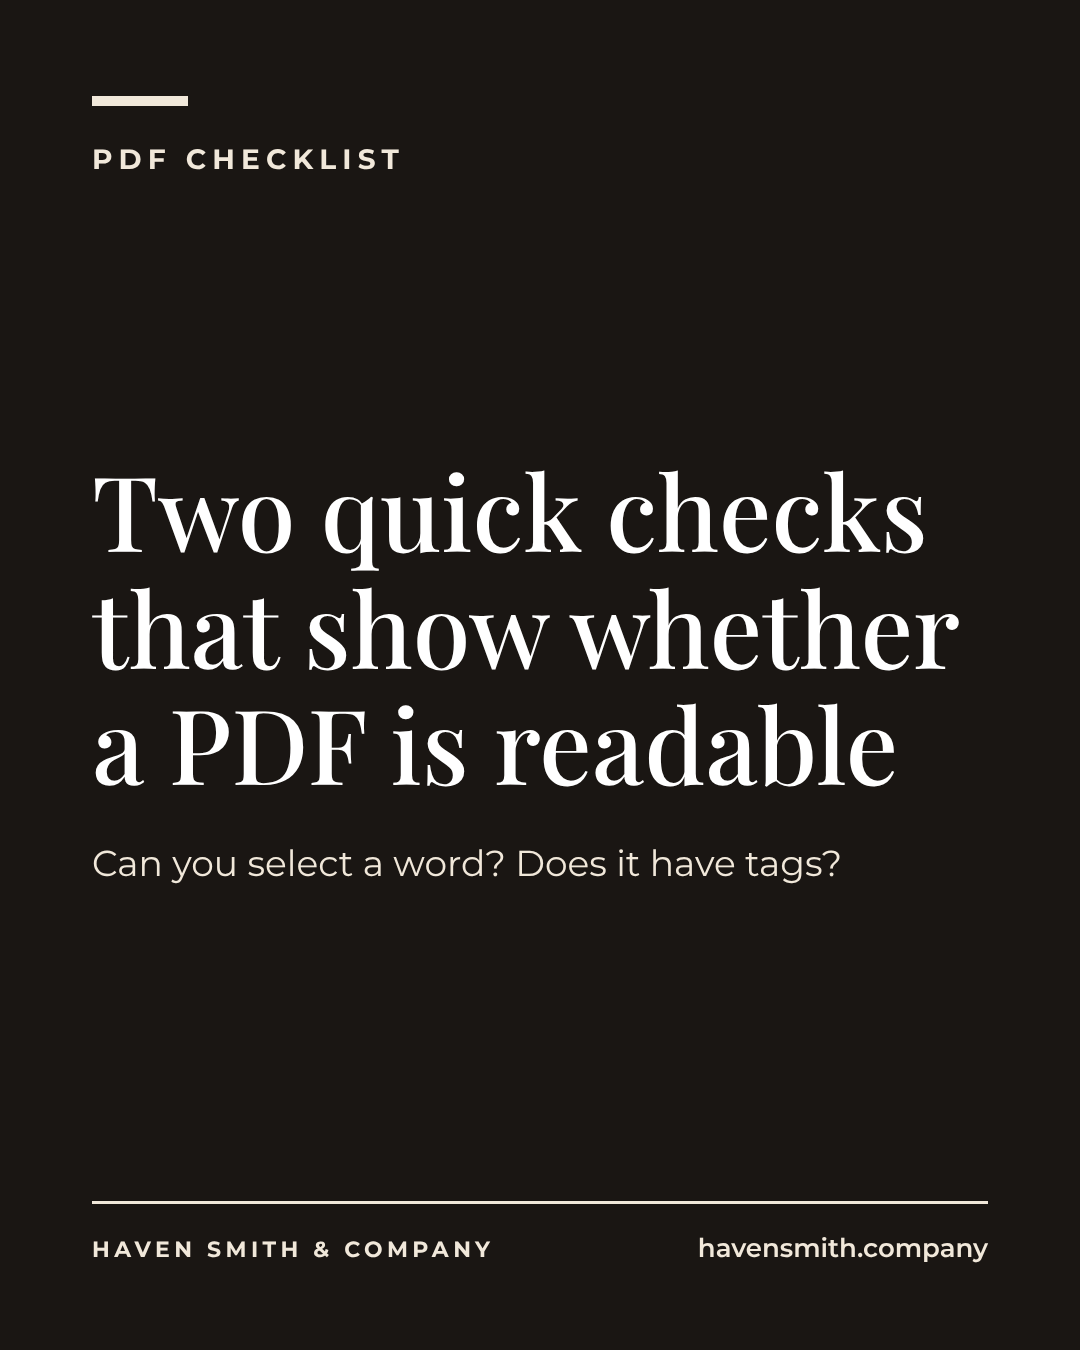 PDF CHECKLIST
Two quick checks
that show whether
a PDF is readable
Can you select a word? Does it have tags?
HAVEN SMITH & COMPANY
havensmith.company